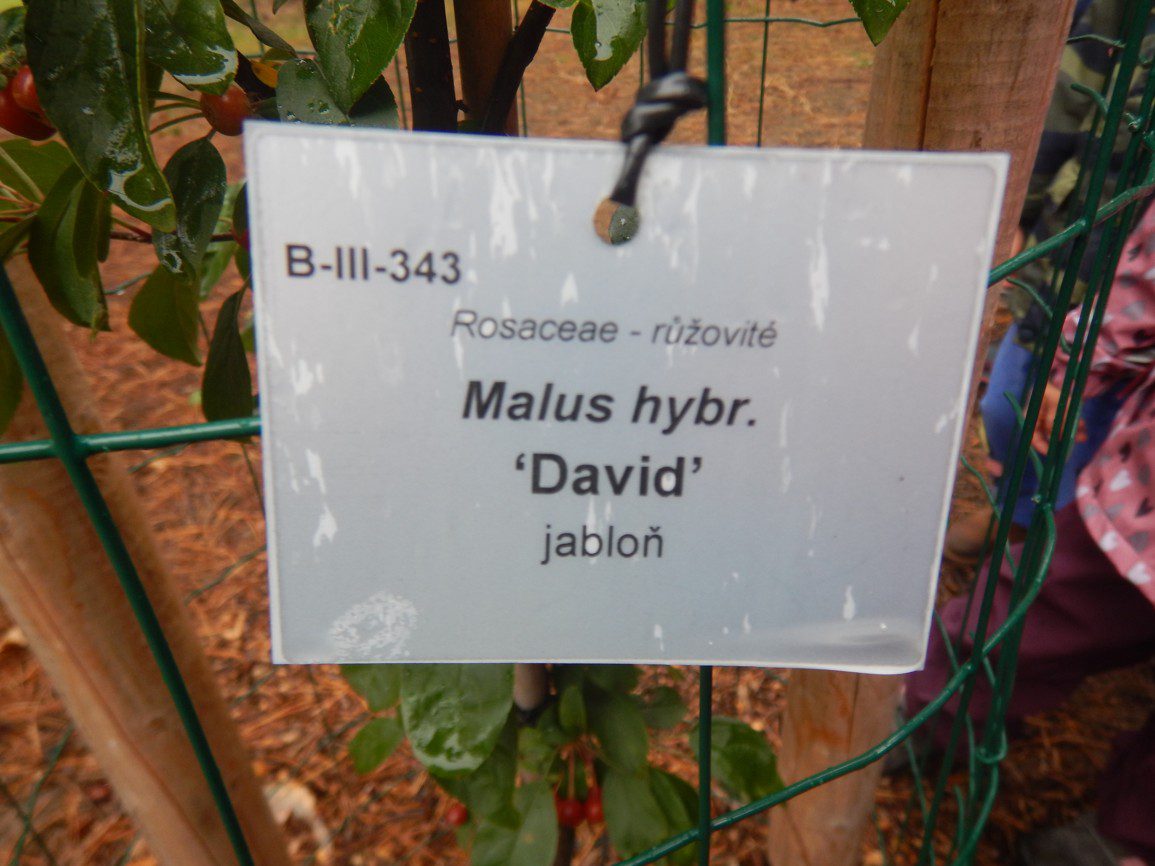 B-III-343
Rosaceae - růžovité
Malus hybr.
‘David’
jabloň